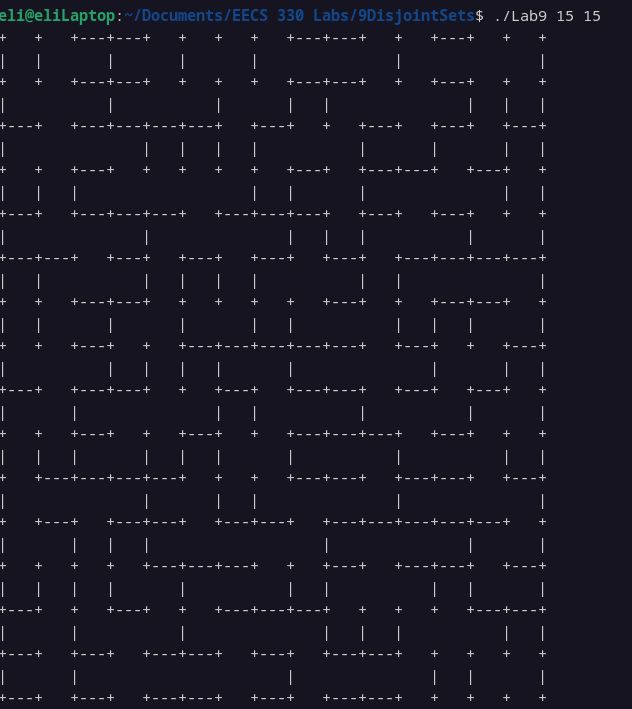 eli@eliLaptop:~/Documents/EECS 330 Labs/9DisjointSets$ ./Lab9 15 15
+   +   +---+---+   +   +   +   +---+---+   +   +---+   +   +
|   |       |       |       |               |               |
+   +   +---+---+   +   +   +   +---+---+   +   +---+   +   +
|           |           |       |   |               |   |   |
+---+   +---+---+---+---+   +---+   +   +---+   +---+   +---+
|               |   |   |   |           |       |       |   |
+   +   +---+   +   +   +   +   +---+   +---+---+   +---+   +
|   |   |                   |   |       |               |   |
+---+   +---+---+---+   +---+---+---+   +---+   +---+   +   +
|               |               |   |   |           |       |
+---+---+   +---+   +---+   +---+   +---+   +---+---+---+---+
|   |           |   |   |   |           |   |               |
+   +   +---+---+   +   +   +   +   +---+   +   +---+---+   +
|   |       |       |       |   |           |   |   |       |
+   +   +---+   +   +---+---+---+---+---+   +---+   +   +---+
|           |   |   |   |       |               |       |   |
+---+   +---+---+   +   +---+   +   +---+   +   +   +---+   +
|       |               |   |           |           |       |
+   +   +---+   +   +---+   +   +---+---+---+   +---+   +   +
|   |   |       |   |   |       |           |           |   |
+   +---+---+---+---+   +   +   +---+---+   +   +---+   +---+
|               |       |   |               |               |
+   +---+   +---+---+   +---+---+   +---+---+---+---+---+   +
|       |   |   |                   |               |       |
+   +   +   +   +---+---+---+   +   +---+   +---+---+   +---+
|   |   |   |       |           |   |           |   |       |
+---+   +   +---+   +   +---+---+---+   +   +   +   +---+---+
|       |           |               |   |   |           |   |
+---+   +---+   +---+---+   +---+   +---+---+   +   +   +   +
|       |                       |               |   |       |
+---+   +---+   +---+---+   +---+   +---+---+   +   +   +   +